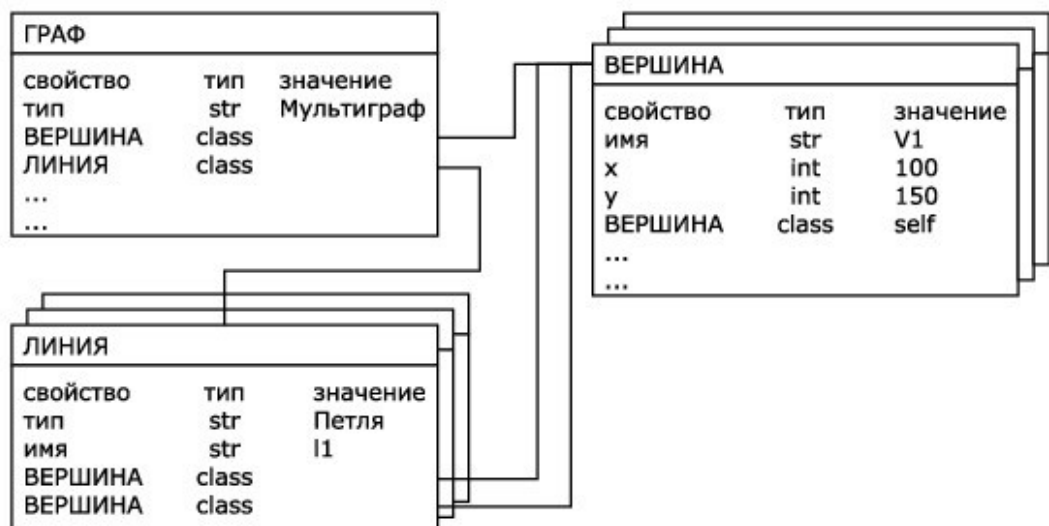 ГРАФ
свойство тип значение
тип str Мультиграф
ВЕРШИНА class
ЛИНИЯ class
...
...
ВЕРШИНА
свойство тип значение
имя str V1
x int 100
y int 150
ВЕРШИНА class self
...
...
ЛИНИЯ
свойство тип значение
тип str Петля
имя str l1
ВЕРШИНА class
ВЕРШИНА class